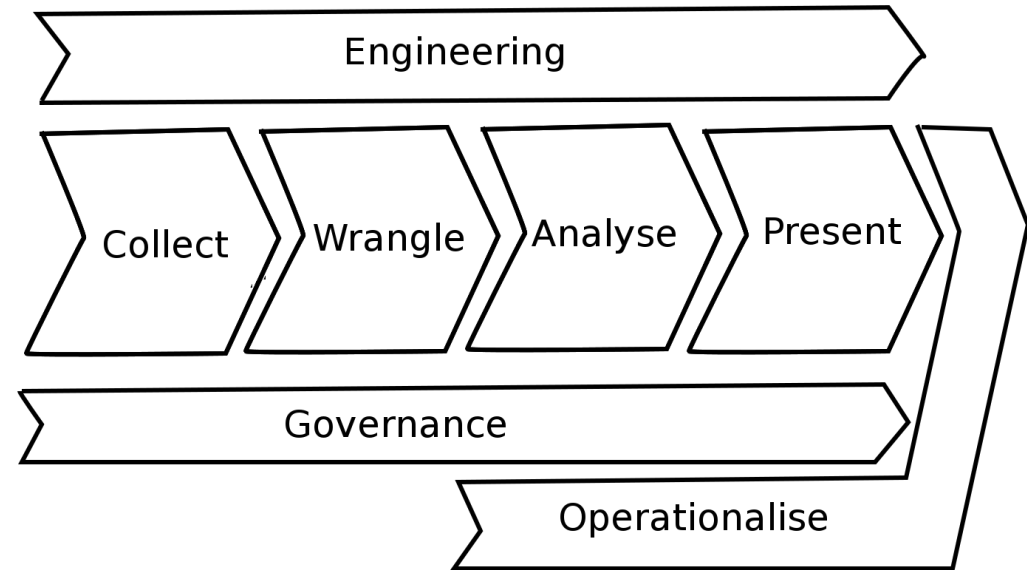 Engineering
Collect
Wrangle
Analyse
Present
Governance
Operationalise